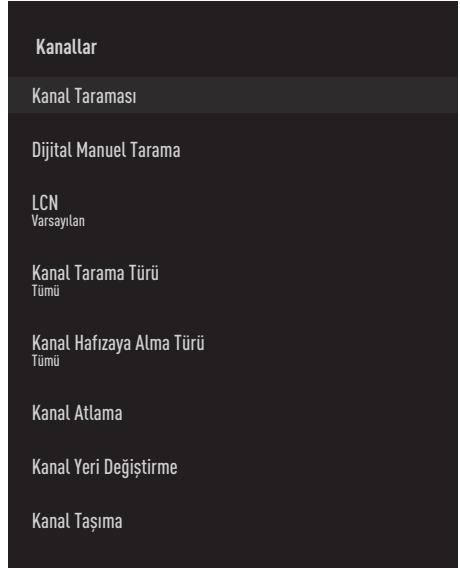 Kanallar
Kanal Taraması
Dijital Manuel Tarama
LCN
Varsayılan
Kanal Tarama Türü
Tümü
Kanal Hafızaya Alma Türü
Tümü
Kanal Atlama
Kanal Yeri Değiştirme
Kanal Taşıma